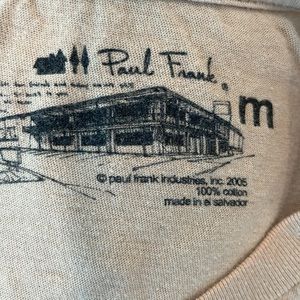 Paul Frank.
m
© paul frank industries, inc. 2005
100% cotton
made in el salvador